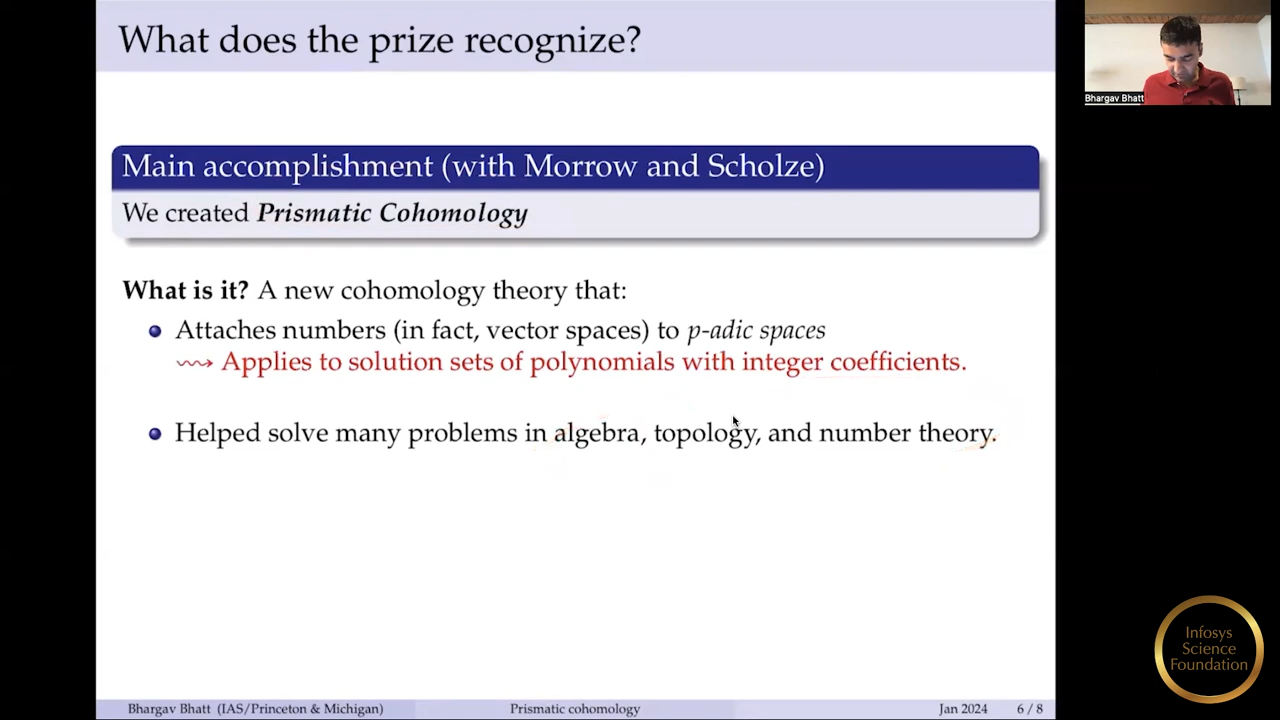 What does the prize recognize?
Bhargav Bhatt
Main accomplishment (with Morrow and Scholze)
We created Prismatic Cohomology
What is it? A new cohomology theory that:
Attaches numbers (in fact, vector spaces) to p-adic spaces
⇝ Applies to solution sets of polynomials with integer coefficients.
Helped solve many problems in algebra, topology, and number theory.
Infosys
Science
Foundation
Bhargav Bhatt (IAS/Princeton & Michigan) Prismatic cohomology Jan 2024 6 / 8